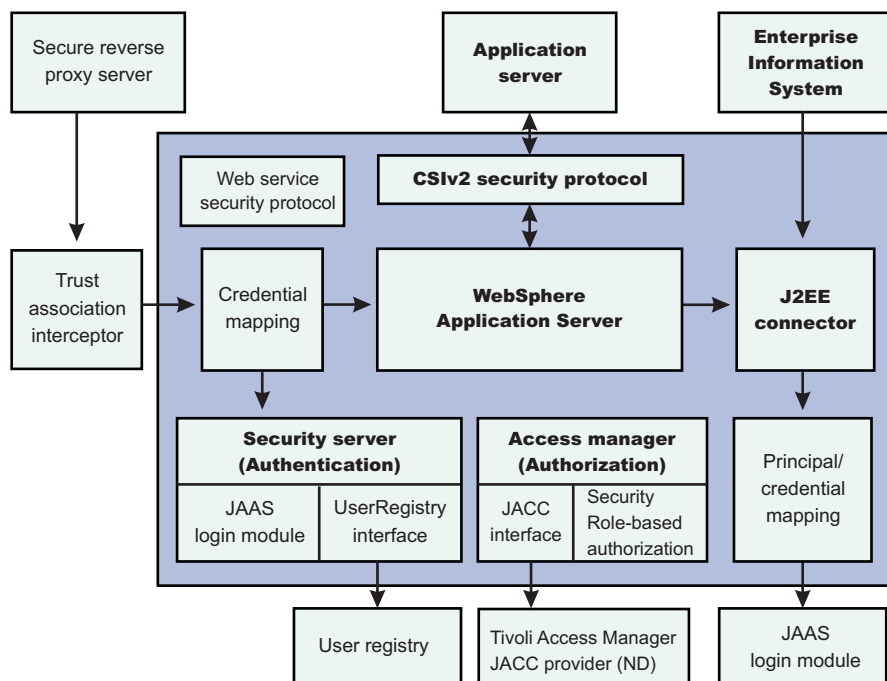 Secure reverse
proxy server
Application
server
Enterprise
Information
System
Web service
security protocol
CSIv2 security protocol
Trust
association
interceptor
Credential
mapping
WebSphere
Application Server
J2EE
connector
Security server
(Authentication)
JAAS
login module
UserRegistry
interface
Access manager
(Authorization)
JACC
interface
Security
Role-based
authorization
Principal/
credential
mapping
User registry
Tivoli Access Manager
JACC provider (ND)
JAAS
login module